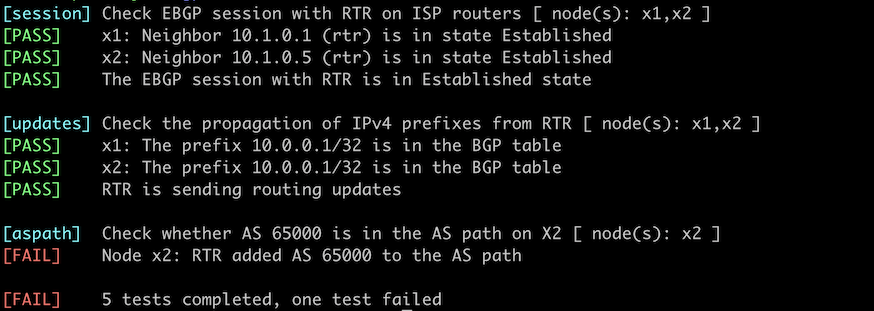 [session] Check EBGP session with RTR on ISP routers [ node(s): x1,x2 ]
[PASS] x1: Neighbor 10.1.0.1 (rtr) is in state Established
[PASS] x2: Neighbor 10.1.0.5 (rtr) is in state Established
[PASS] The EBGP session with RTR is in Established state
[updates] Check the propagation of IPv4 prefixes from RTR [ node(s): x1,x2 ]
[PASS] x1: The prefix 10.0.0.1/32 is in the BGP table
[PASS] x2: The prefix 10.0.0.1/32 is in the BGP table
[PASS] RTR is sending routing updates
[aspath] Check whether AS 65000 is in the AS path on X2 [ node(s): x2 ]
[FAIL] Node x2: RTR added AS 65000 to the AS path
[FAIL] 5 tests completed, one test failed